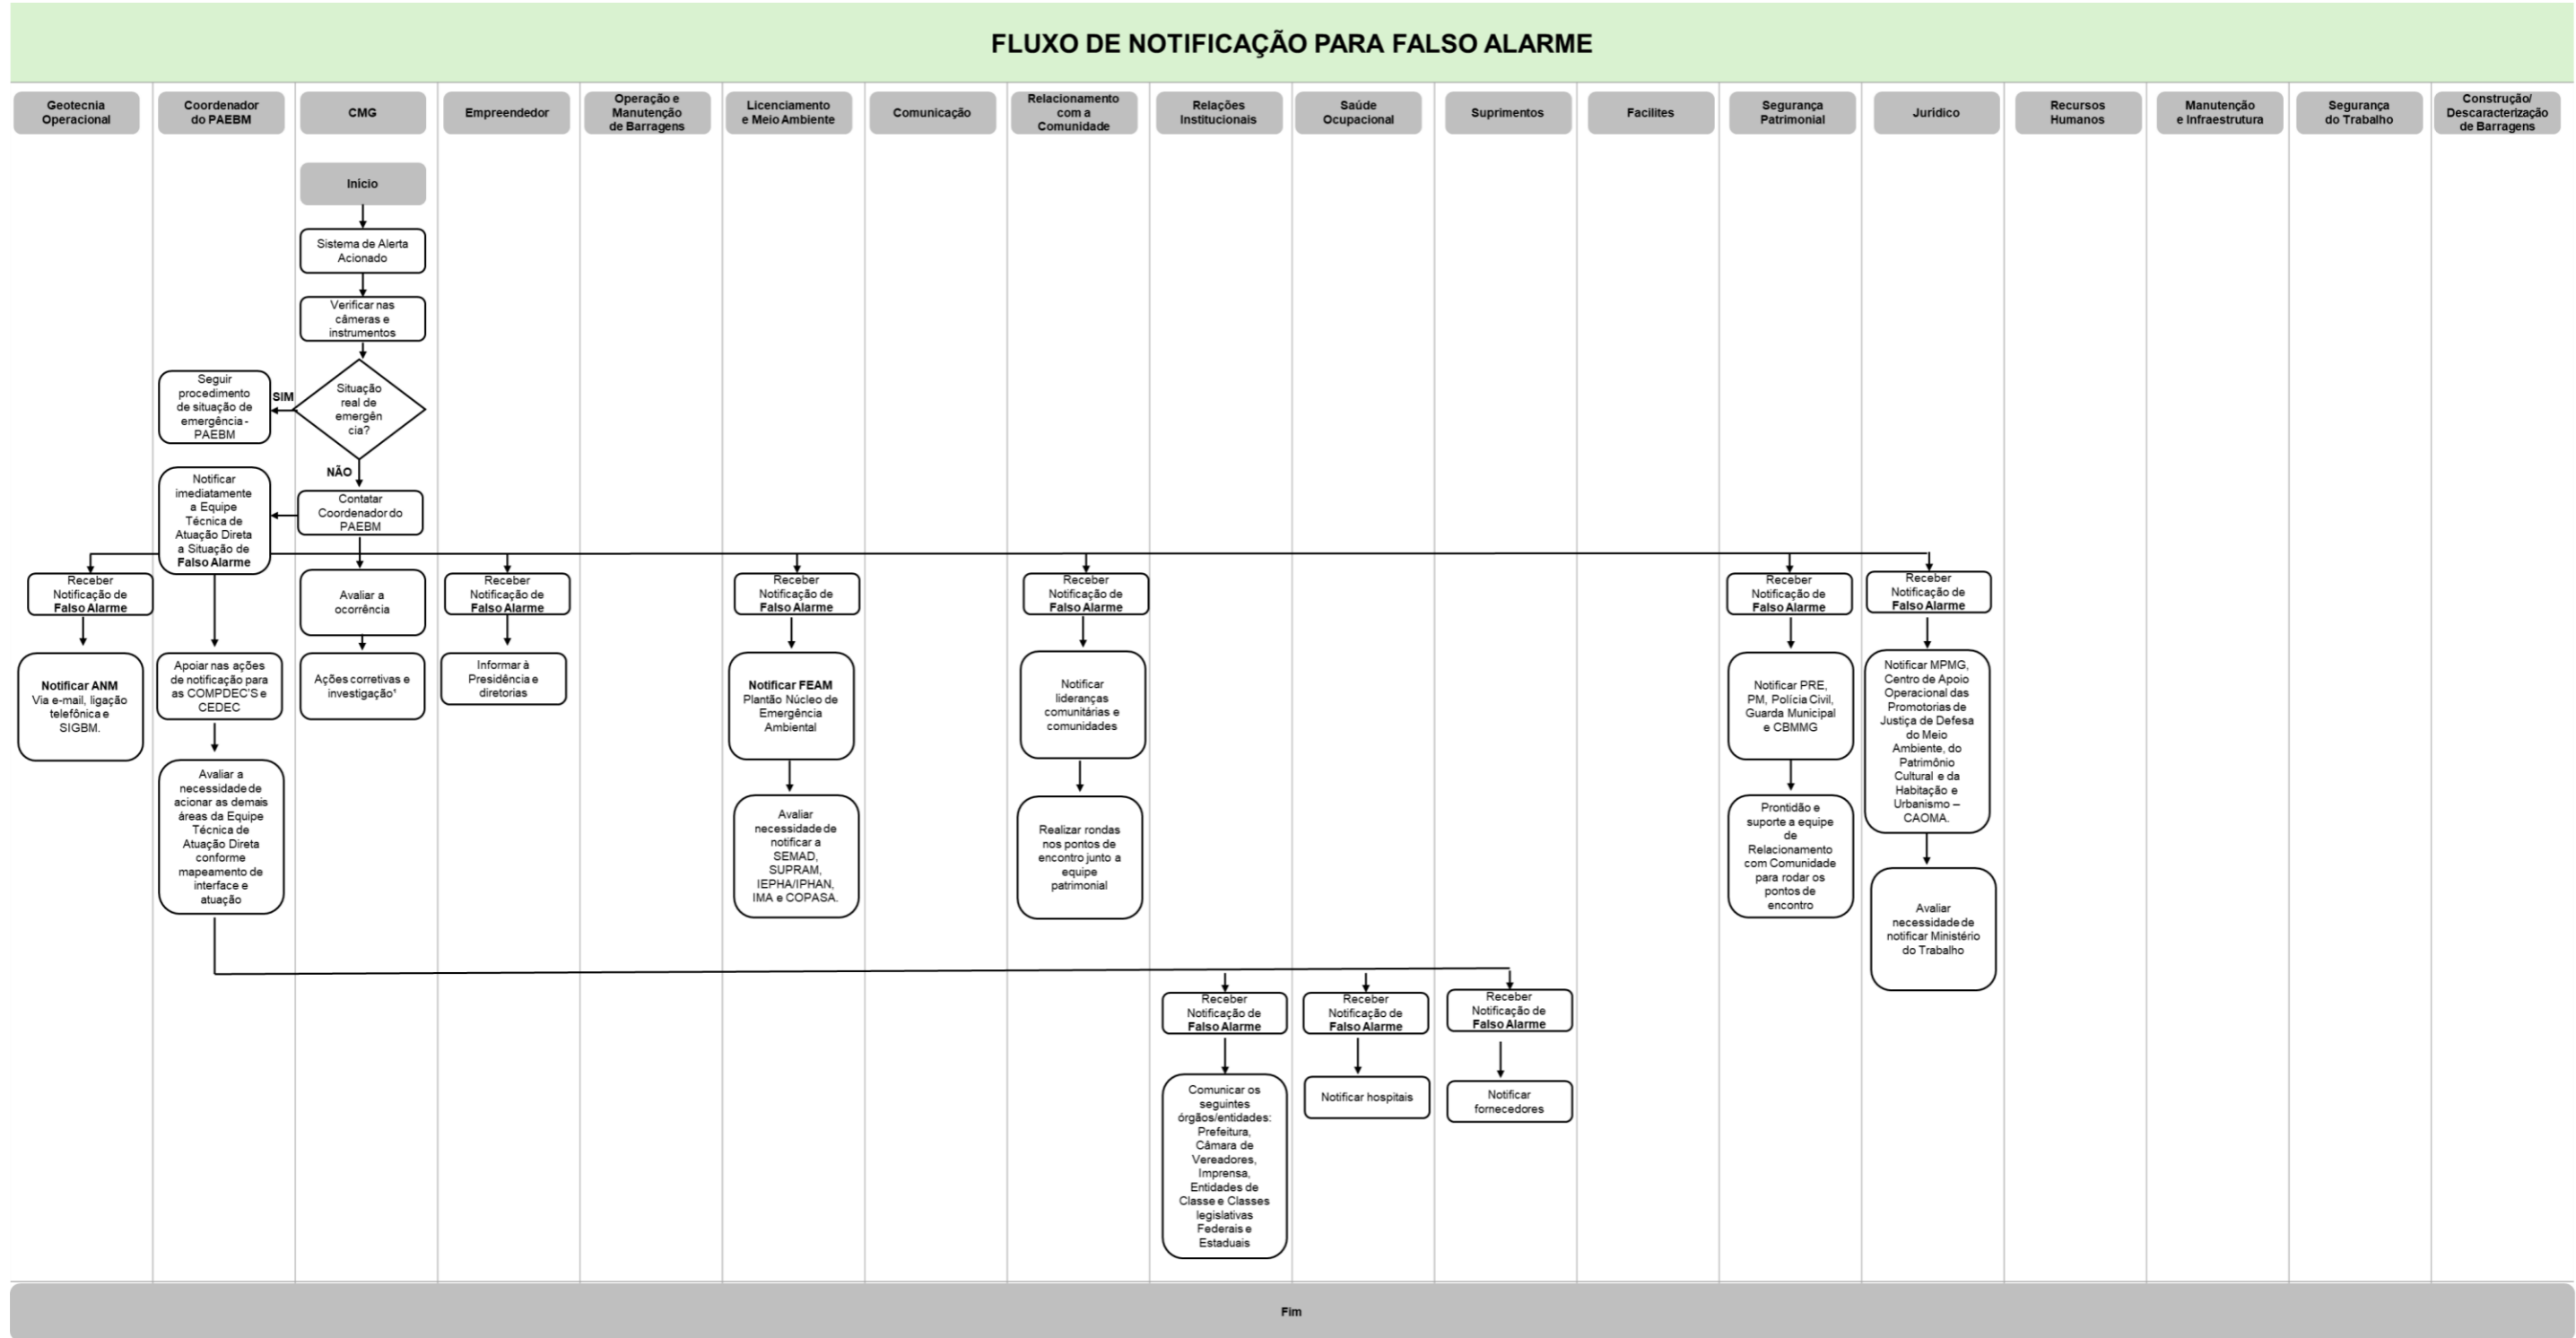 FLUXO DE NOTIFICAÇÃO PARA FALSO ALARME
Geotecnia
Operacional
Coordenador
do PAEBM
CMG
Empreendedor
Operação e
Manutenção
de Barragens
Licenciamento
e Meio Ambiente
Comunicação
Relacionamento
com a
Comunidade
Relações
Institucionais
Saúde
Ocupacional
Suprimentos
Facilites
Segurança
Patrimonial
Jurídico
Recursos
Humanos
Manutenção
e Infraestrutura
Segurança
do Trabalho
Construção/
Descaracterização
de Barragens
Início
Sistema de Alerta
Acionado
Verificar nas
câmeras e
instrumentos
Situação
real de
emergên
cia?
SIM
Seguir
procedimento
de situação de
emergência -
PAEBM
NÃO
Contatar
Coordenador do
PAEBM
Notificar
imediatamente
a Equipe
Técnica de
Atuação Direta
a Situação de
Falso Alarme
Receber
Notificação de
Falso Alarme
Notificar ANM
Via e-mail, ligação
telefônica e
SIGBM.
Apoiar nas ações
de notificação para
as COMPDEC'S e
CEDEC
Avaliar a
necessidade de
acionar as demais
áreas da Equipe
Técnica de
Atuação Direta
conforme
mapeamento de
interface e
atuação
Avaliar a
ocorrência
Ações corretivas e
investigação¹
Receber
Notificação de
Falso Alarme
Informar à
Presidência e
diretorias
Receber
Notificação de
Falso Alarme
Notificar FEAM
Plantão Núcleo de
Emergência
Ambiental
Avaliar
necessidade de
notificar a
SEMAD,
SUPRAM,
IEPHA/IPHAN,
IMA e COPASA.
Receber
Notificação de
Falso Alarme
Notificar
lideranças
comunitárias e
comunidades
Realizar rondas
nos pontos de
encontro junto a
equipe
patrimonial
Receber
Notificação de
Falso Alarme
Notificar PRE,
PM, Polícia Civil,
Guarda Municipal
e CBMMG
Prontidão e
suporte a equipe
de
Relacionamento
com Comunidade
para rodar os
pontos de
encontro
Receber
Notificação de
Falso Alarme
Notificar MPMG,
Centro de Apoio
Operacional das
Promotorias de
Justiça de Defesa
do Meio
Ambiente, do
Patrimônio
Cultural e da
Habitação e
Urbanismo –
CAOMA.
Avaliar
necessidade de
notificar Ministério
do Trabalho
Receber
Notificação de
Falso Alarme
Comunicar os
seguintes
órgãos/entidades:
Prefeitura,
Câmara de
Vereadores,
Imprensa,
Entidades de
Classe e Classes
legislativas
Federais e
Estaduais
Receber
Notificação de
Falso Alarme
Notificar hospitais
Receber
Notificação de
Falso Alarme
Notificar
fornecedores
Fim